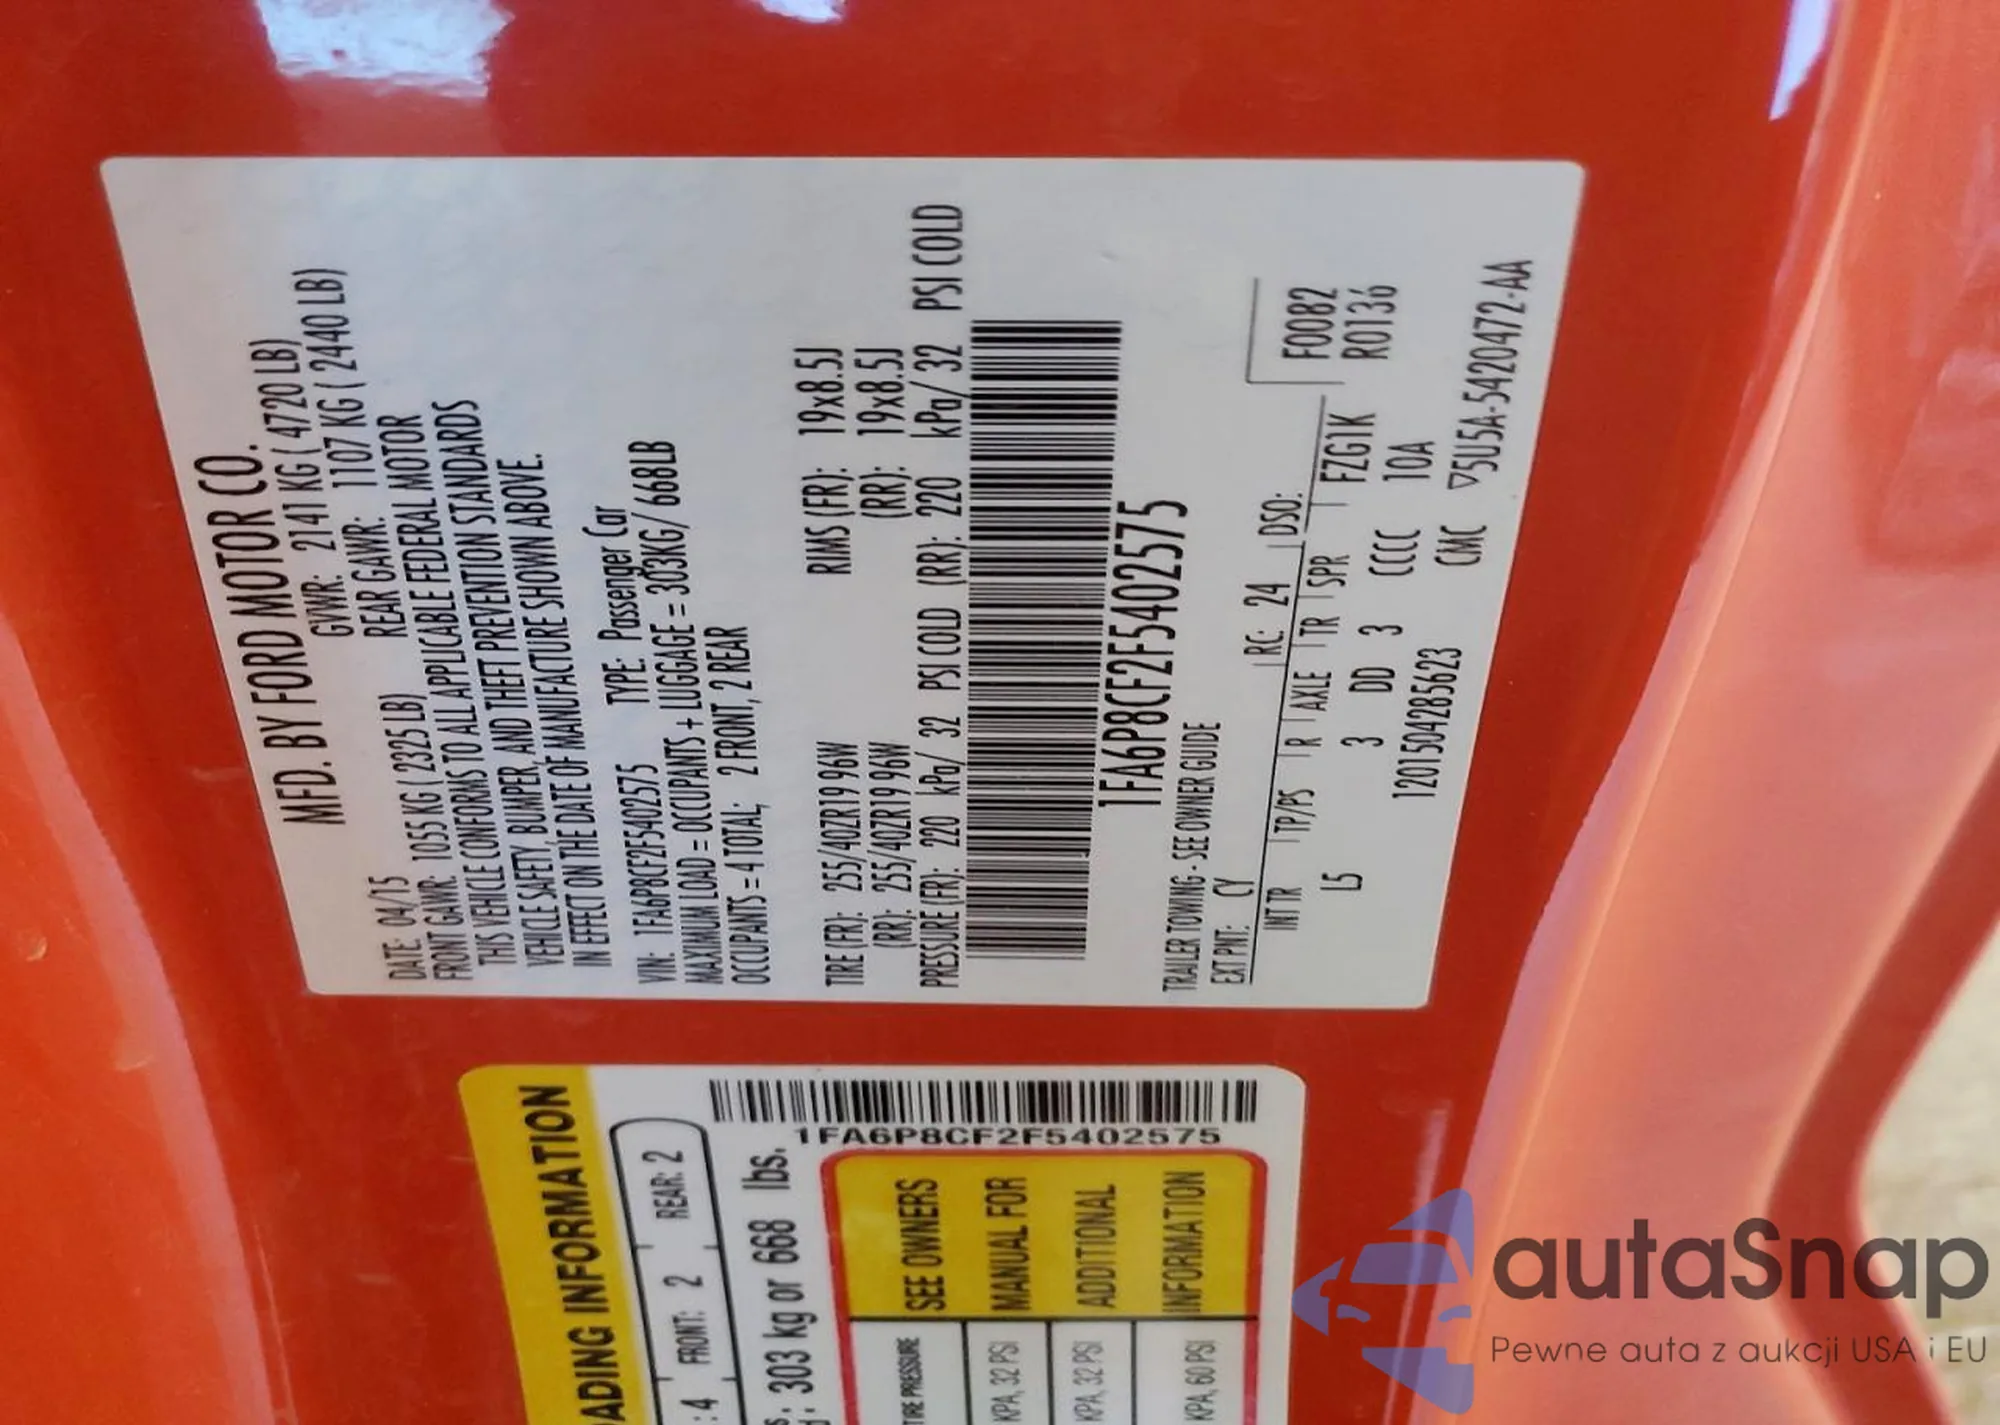 MFD. BY FORD MOTOR CO.
DATE: 04/15 GVWR: 2141 KG ( 4720 LB)
FRONT GAWR: 1055 KG ( 2325 LB) REAR GAWR: 1107 KG ( 2440 LB)
THIS VEHICLE CONFORMS TO ALL APPLICABLE FEDERAL MOTOR
VEHICLE SAFETY, BUMPER, AND THEFT PREVENTION STANDARDS
IN EFFECT ON THE DATE OF MANUFACTURE SHOWN ABOVE.
VIN: 1FA6P8CF2F5402575 TYPE: Passenger Car
MAXIMUM LOAD = OCCUPANTS + LUGGAGE = 303KG/ 668LB
OCCUPANTS = 4 TOTAL; 2 FRONT, 2 REAR
TIRE (FR): 255/40ZR19 96W RIMS (FR): 19x8.5J
(RR): 255/40ZR19 96W (RR): 19x8.5J
PRESSURE (FR): 220 kPa/ 32 PSI COLD (RR): 220 kPa/ 32 PSI COLD
1FA6P8CF2F5402575
TRAILER TOWING - SEE OWNER GUIDE
EXT PNT: CY RC: 24 DSO: F0082
INT TR TP/PS R AXLE TR SPR FZG1K R0136
L5 3 DD 3 CCCC 10A
1201504285623 CMC ▽5U5A-5420472-AA
ADING INFORMATION
: 4 FRONT: 2 REAR: 2
303 kg or 668 lbs.
1FA6P8CF2F5402575
TIRE PRESSURE
KPA, 32 PSI
KPA, 32 PSI
KPA, 60 PSI
SEE OWNERS
MANUAL FOR
ADDITIONAL
INFORMATION
autaSnap
Pewne auta z aukcji USA i EU